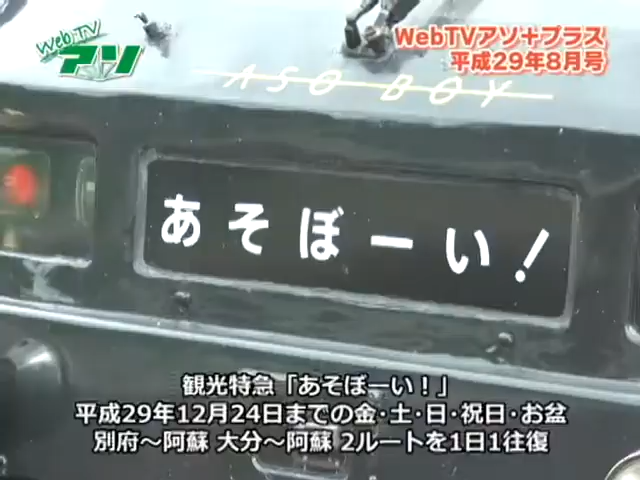 WebTV
アソ
WebTVアソ+プラス
平成29年8月号
ASO BOY
あそぼーい!
観光特急「あそぼーい!」
平成29年12月24日までの金・土・日・祝日・お盆
別府～阿蘇 大分～阿蘇 2ルートを1日1往復